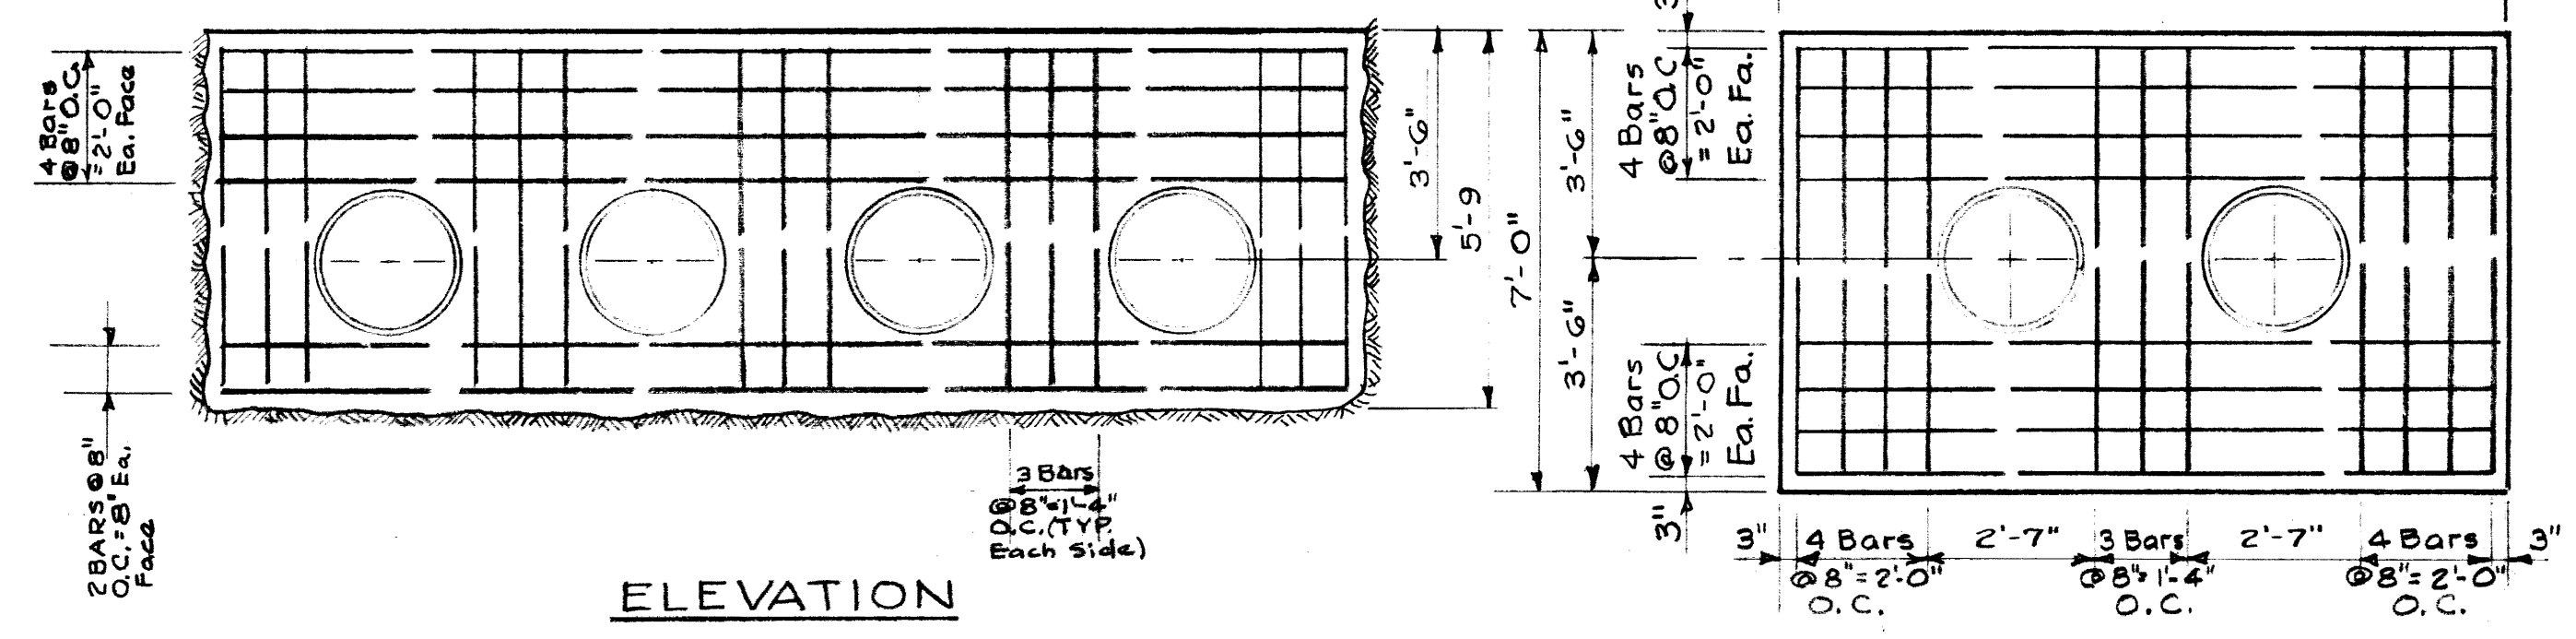 4 Bars
@8"O.C.
=2'-0"
Ea. Face
2 BARS @ 8"
O.C. = 8' Ea.
Face
3 Bars
@8"=1'-4"
O.C. (TYP.
Each Side)
ELEVATION
3'-6"
5'-9
7'-0"
3'-6"
3'-6"
4 Bars
@8"O.C
=2'-0"
Ea. Fa.
4 Bars
@8"O.C
=2'-0"
Ea. Fa.
3"
3" 4 Bars 2'-7" 3 Bars 2'-7" 4 Bars 3"
@8"=2'-0" @8"=1'-4" @8"=2'-0"
O.C. O.C. O.C.